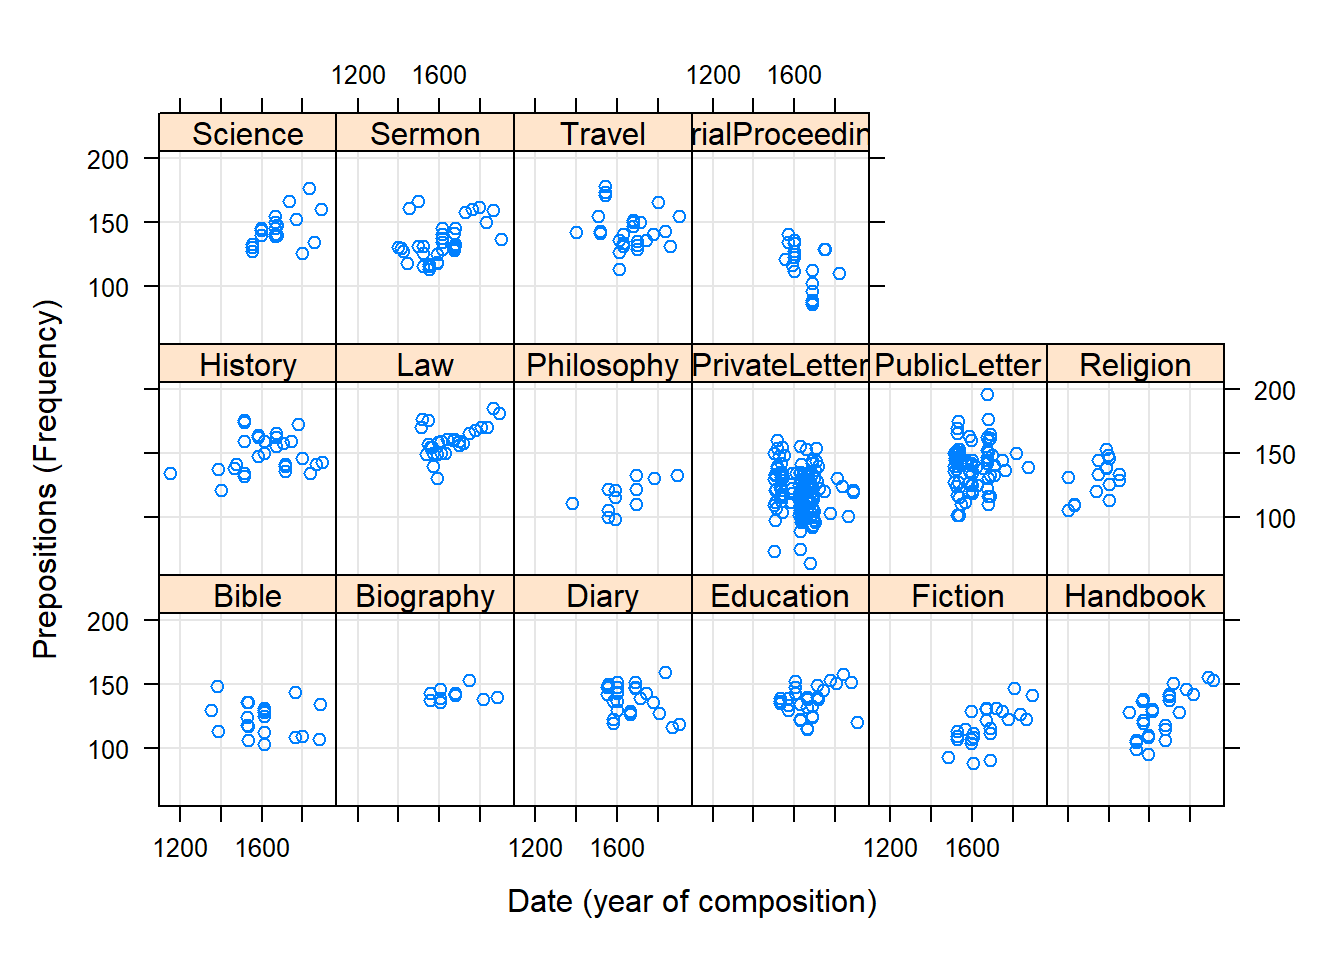 1200 1600 1200 1600
Science Sermon Travel rialProceedin
200
150
100
History Law Philosophy PrivateLetter PublicLetter Religion
200
150
100
Bible Biography Diary Education Fiction Handbook
200
150
100
1200 1600 1200 1600 1200 1600
Prepositions (Frequency)
Date (year of composition)